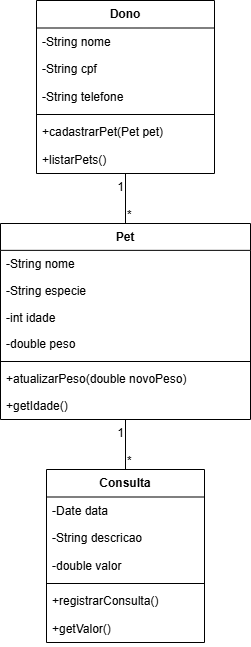 Dono
-String nome
-String cpf
-String telefone
+cadastrarPet(Pet pet)
+listarPets()
1
*
Pet
-String nome
-String especie
-int idade
-double peso
+atualizarPeso(double novoPeso)
+getIdade()
1
*
Consulta
-Date data
-String descricao
-double valor
+registrarConsulta()
+getValor()